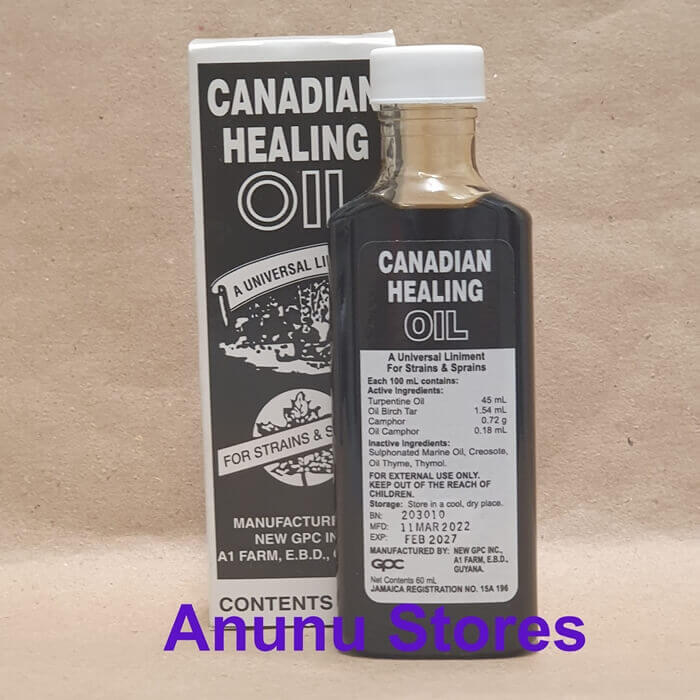 CANADIAN
HEALING
OIL
A UNIVERSAL
FOR STRAINS &
NEW GPC
A1 FARM, E.B.D.,
CONTENTS
CANADIAN
HEALING
OIL
A Universal Liniment
For Strains & Sprains
Each 100 mL contains:
Active Ingredients:
Turpentine Oil 45 mL
Oil Birch Tar 1.54 mL
Camphor 0.72 g
Oil Camphor 0.18 mL
Inactive Ingredients:
Sulphonated Marine Oil, Creosote,
Oil Thyme, Thymol.
FOR EXTERNAL USE ONLY.
KEEP OUT OF THE REACH OF
CHILDREN.
Storage: Store in a cool, dry place.
BN: 203010
MFD: 11 MAR 2022
EXP: FEB 2027
MANUFACTURED BY: NEW GPC INC.,
GPC A1 FARM, E.B.D.,
GUYANA.
Net Contents 60 mL
JAMAICA REGISTRATION NO. 15A 196
Anunu Stores